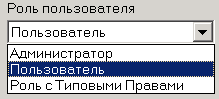 Роль пользователя
Пользователь
Администратор
Пользователь
Роль с Типовыми Правами